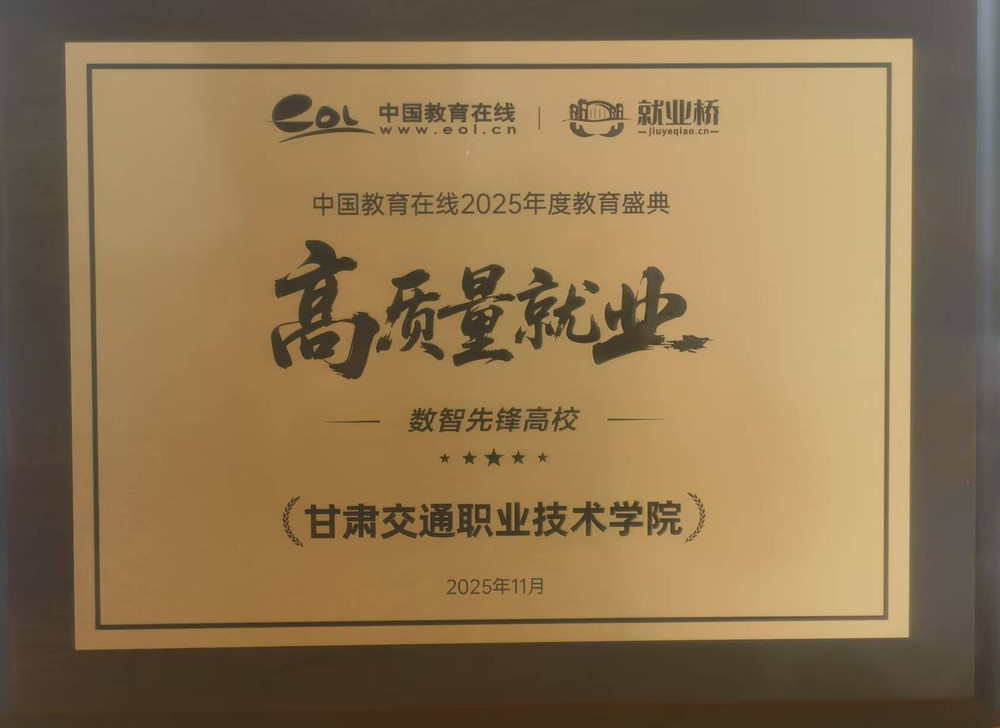 eol 中国教育在线 就业桥
www.eol.cn jiuyeqiao.cn
中国教育在线2025年度教育盛典
高质量就业
数智先锋高校
甘肃交通职业技术学院
2025年11月